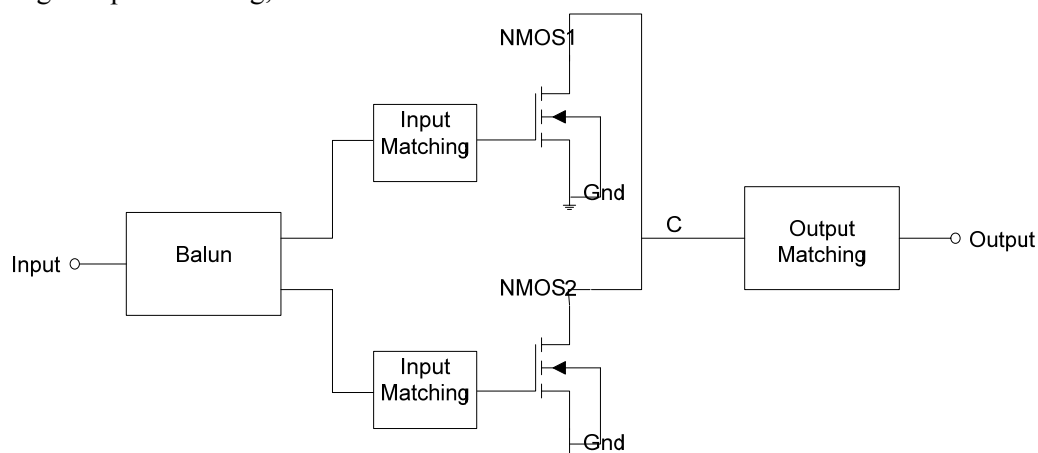 NMOS1
Input
Matching
Gnd
Balun
Input
C
Output
Matching
Output
NMOS2
Input
Matching
Gnd